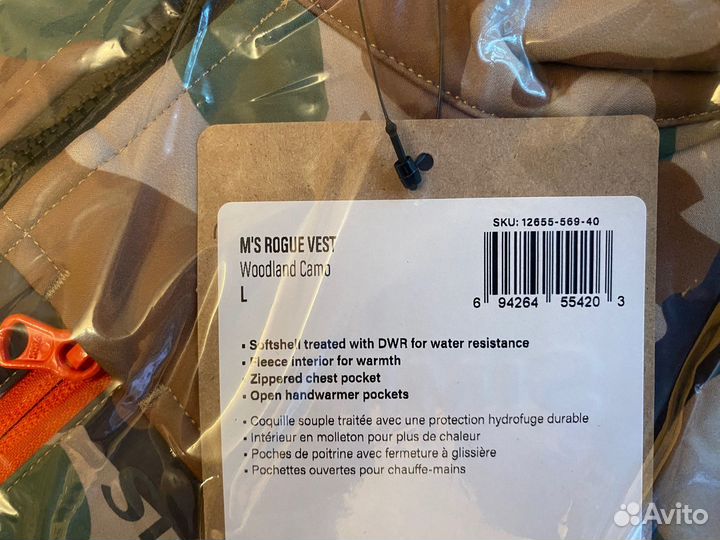 SKU: 12655-569-40
M'S ROGUE VEST
Woodland Camo
L
6 94264 55420 3
▪ Softshell treated with DWR for water resistance
▪ Fleece interior for warmth
▪ Zippered chest pocket
▪ Open handwarmer pockets
▪ Coquille souple traitée avec une protection hydrofuge durable
▪ Intérieur en molleton pour plus de chaleur
▪ Poches de poitrine avec fermeture à glissière
▪ Pochettes ouvertes pour chauffe-mains
Avito